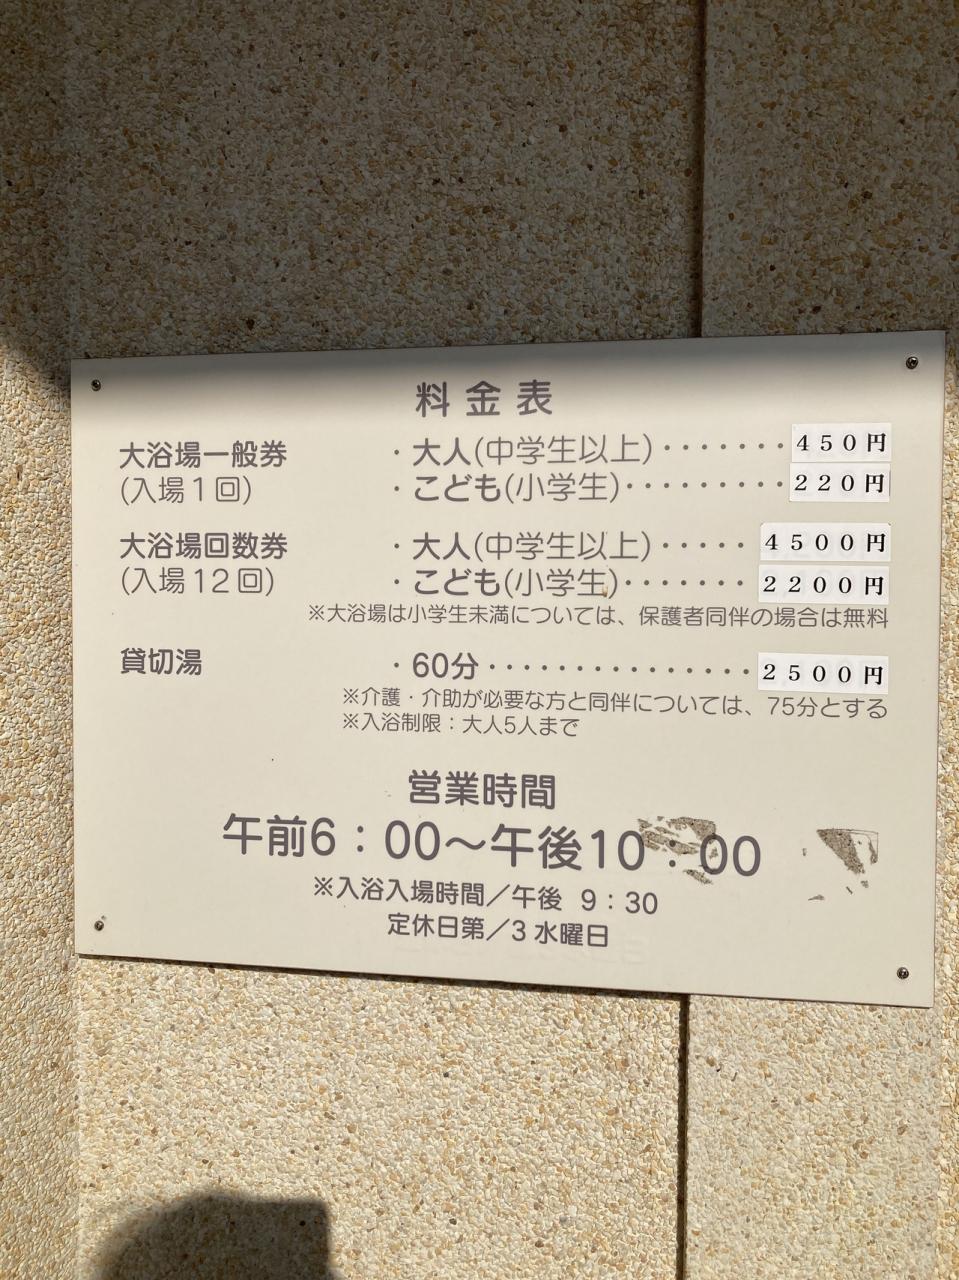 料金表
大浴場一般券 ・大人(中学生以上)・・・・・・・450円
(入場1回) ・こども(小学生)・・・・・・・・・220円
大浴場回数券 ・大人(中学生以上)・・・・・4500円
(入場12回) ・こども(小学生)・・・・・・・2200円
※大浴場は小学生未満については、保護者同伴の場合は無料
貸切湯 ・60分・・・・・・・・・・・・・・・2500円
※介護・介助が必要な方と同伴については、75分とする
※入浴制限：大人5人まで
営業時間
午前6：00～午後10：00
※入浴入場時間／午後 9：30
定休日第／3水曜日